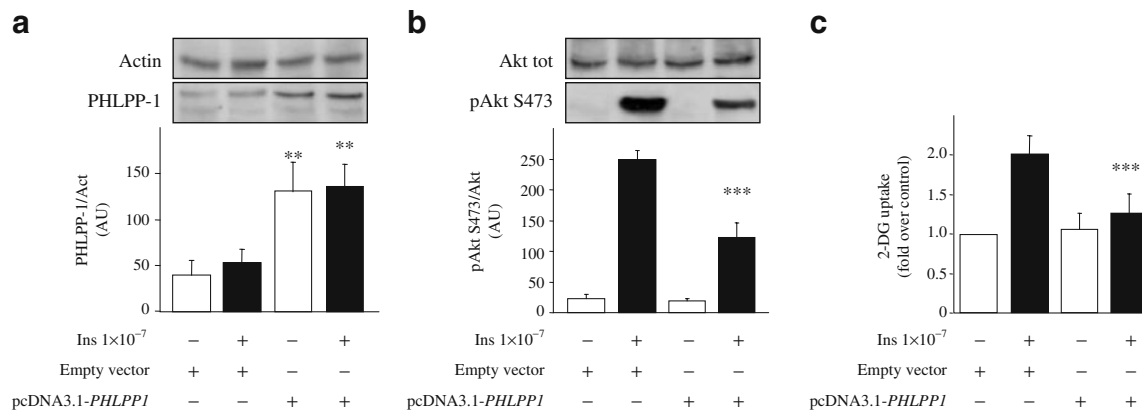 a
Actin
PHLPP-1
PHLPP-1/Act
(AU)
150
100
50
0
**
**
Ins 1×10⁻⁷ – + – +
Empty vector + + – –
pcDNA3.1-PHLPP1 – – + +
b
Akt tot
pAkt S473
pAkt S473/Akt
(AU)
250
200
150
100
50
0
***
Ins 1×10⁻⁷ – + – +
Empty vector + + – –
pcDNA3.1-PHLPP1 – – + +
c
2-DG uptake
(fold over control)
2.0
1.5
1.0
0.5
0
***
Ins 1×10⁻⁷ – + – +
Empty vector + + – –
pcDNA3.1-PHLPP1 – – + +